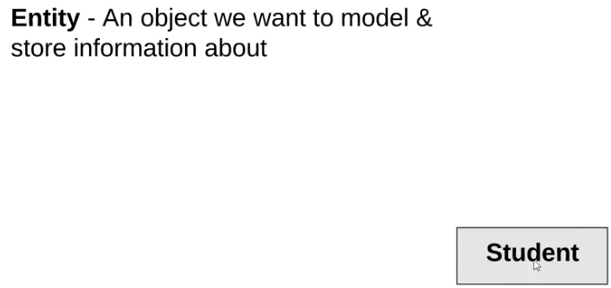 Entity - An object we want to model &
store information about
Student